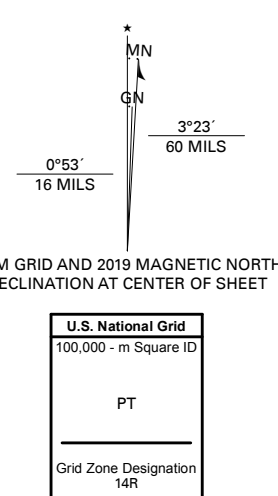 ★
MN
GN
3°23´
60 MILS
0°53´
16 MILS
M GRID AND 2019 MAGNETIC NORTH
ECLINATION AT CENTER OF SHEET
U.S. National Grid
100,000 - m Square ID
PT
Grid Zone Designation
14R